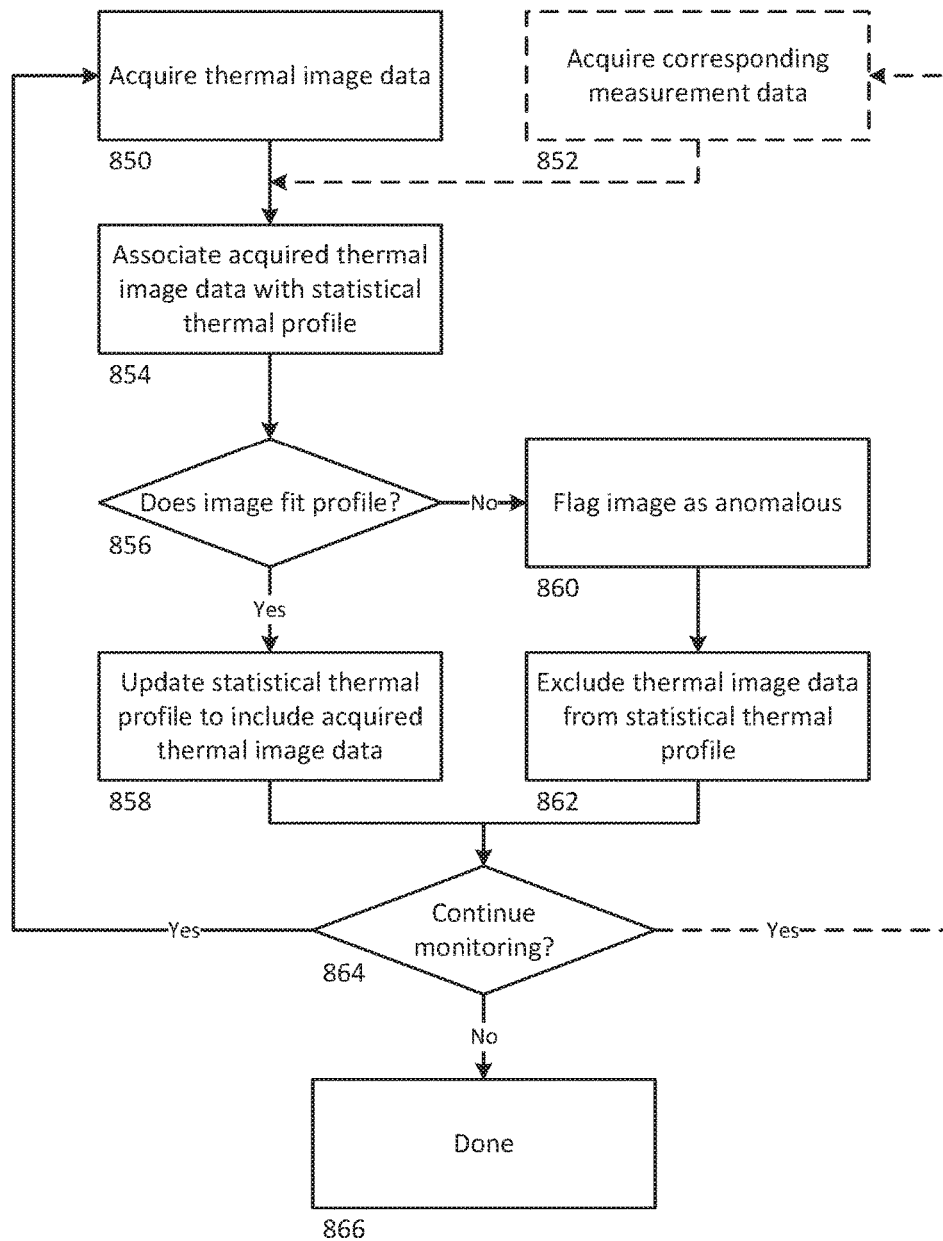 Acquire thermal image data
850
Acquire corresponding
measurement data
852
Associate acquired thermal
image data with statistical
thermal profile
854
Does image fit profile?
856
No
Flag image as anomalous
860
Yes
Update statistical thermal
profile to include acquired
thermal image data
858
Exclude thermal image data
from statistical thermal
profile
862
Yes
Continue
monitoring?
864
Yes
No
Done
866